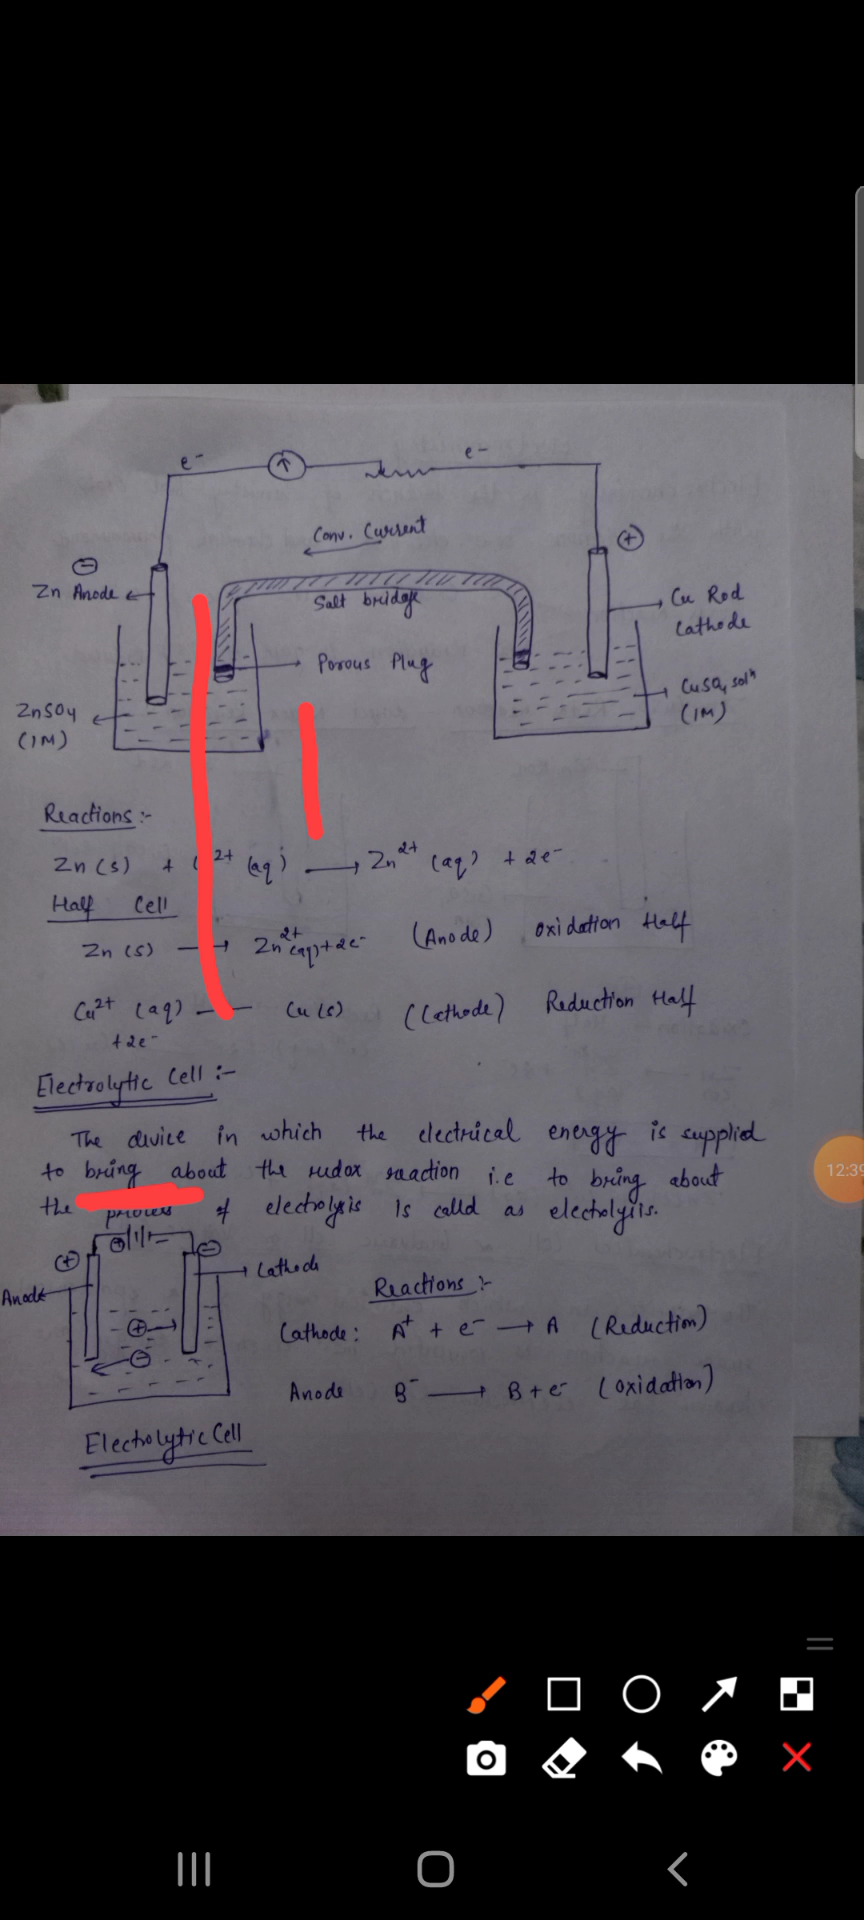 e- e-
Conv. Current
⊖ ⊕
Zn Anode
Salt bridge
Cu Rod
Cathode
Porous Plug
ZnSO4
(1M)
CuSO4 solⁿ
(1M)
Reactions :-
Zn (s) + 2+ (aq) ⟶ Zn2+ (aq) + 2e-
Half Cell
Zn (s) ⟶ Zn2+(aq)+2e- (Anode) Oxidation Half
Cu2+ (aq) — Cu (s) (Cathode) Reduction Half
+2e-
Electrolytic Cell :-
The device in which the electrical energy is supplied
to bring about the redox reaction i.e to bring about
the process of electrolysis is called as electrolysis.
⊕ ⊕ - ⊖
Anode
Cathode
⊕→
←⊖
Reactions :-
Cathode : A+ + e- ⟶ A (Reduction)
Anode B- ⟶ B + e- (Oxidation)
Electrolytic Cell
12:39